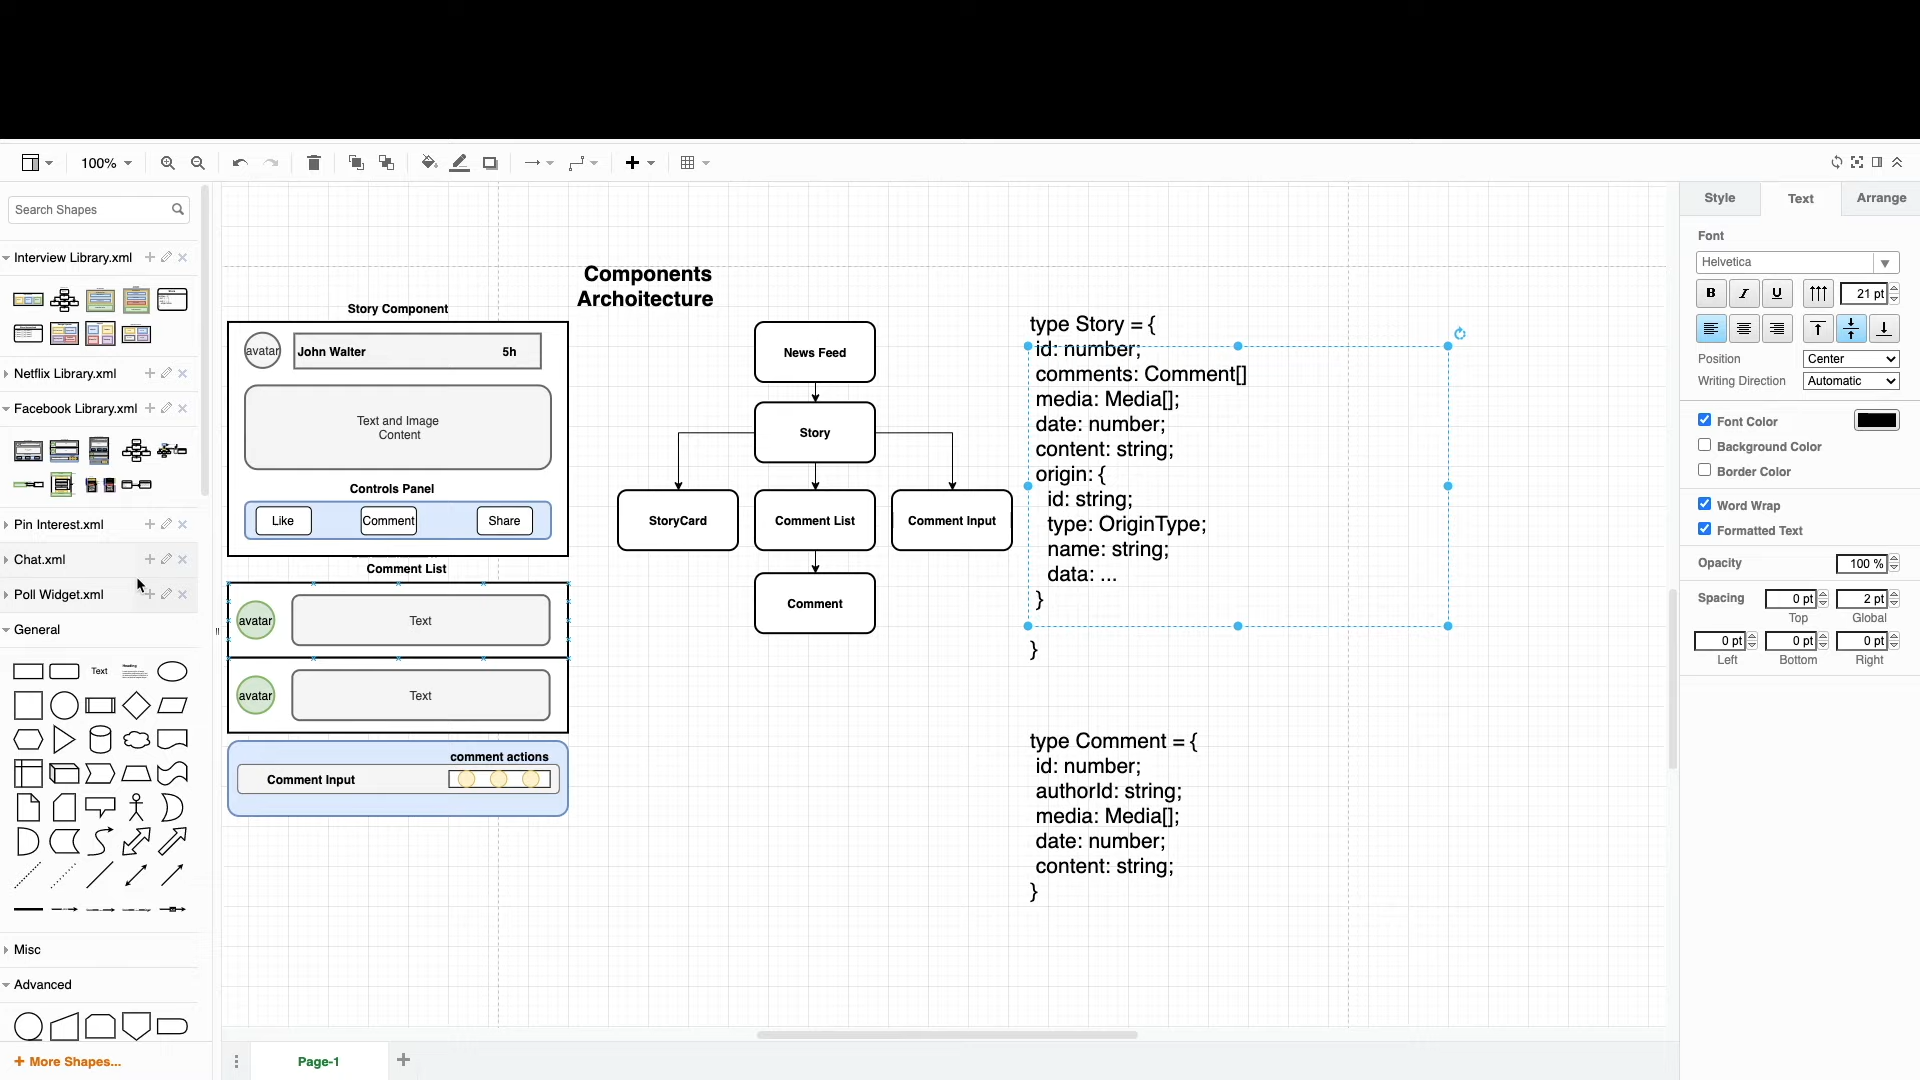 100%
Search Shapes
Interview Library.xml
Netflix Library.xml
Facebook Library.xml
Pin Interest.xml
Chat.xml
Poll Widget.xml
General
Text
Heading
Misc
Advanced
+ More Shapes...
Components
Archoitecture
Story Component
avatar
John Walter
5h
Text and Image
Content
Controls Panel
Like
Comment
Share
Comment List
avatar
Text
avatar
Text
comment actions
Comment Input
News Feed
Story
StoryCard
Comment List
Comment Input
Comment
type Story = {
id: number;
comments: Comment[]
media: Media[];
date: number;
content: string;
origin: {
id: string;
type: OriginType;
name: string;
data: ...
}
}
type Comment = {
id: number;
authorId: string;
media: Media[];
date: number;
content: string;
}
Page-1
Style
Text
Arrange
Font
Helvetica
B
I
U
21 pt
Position
Center
Writing Direction
Automatic
Font Color
Background Color
Border Color
Word Wrap
Formatted Text
Opacity
100 %
Spacing
0 pt
2 pt
Top
Global
0 pt
0 pt
0 pt
Left
Bottom
Right